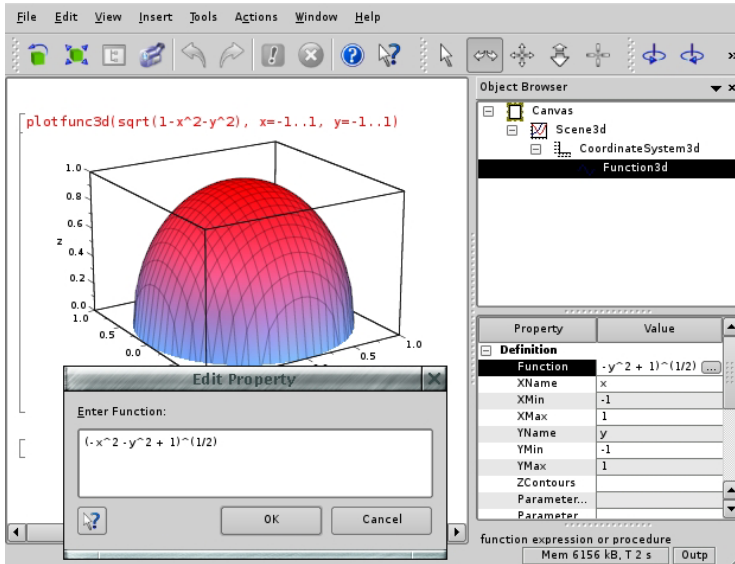 File Edit View Insert Tools Actions Window Help
Object Browser
Canvas
Scene3d
CoordinateSystem3d
Function3d
plotfunc3d(sqrt(1-x^2-y^2), x=-1..1, y=-1..1)
1.0
0.8
0.6
z
0.4
0.2
0.0
1.0
0.5
0.0
0.5
1.0
Property Value
Definition
Function - y^2 + 1)^(1/2) ...
XName x
XMin -1
XMax 1
YName y
YMin -1
YMax 1
ZContours
Parameter...
Parameter
function expression or procedure
Mem 6156 kB, T 2 s Outp
Edit Property
Enter Function:
(-x^2 - y^2 + 1)^(1/2)
OK Cancel